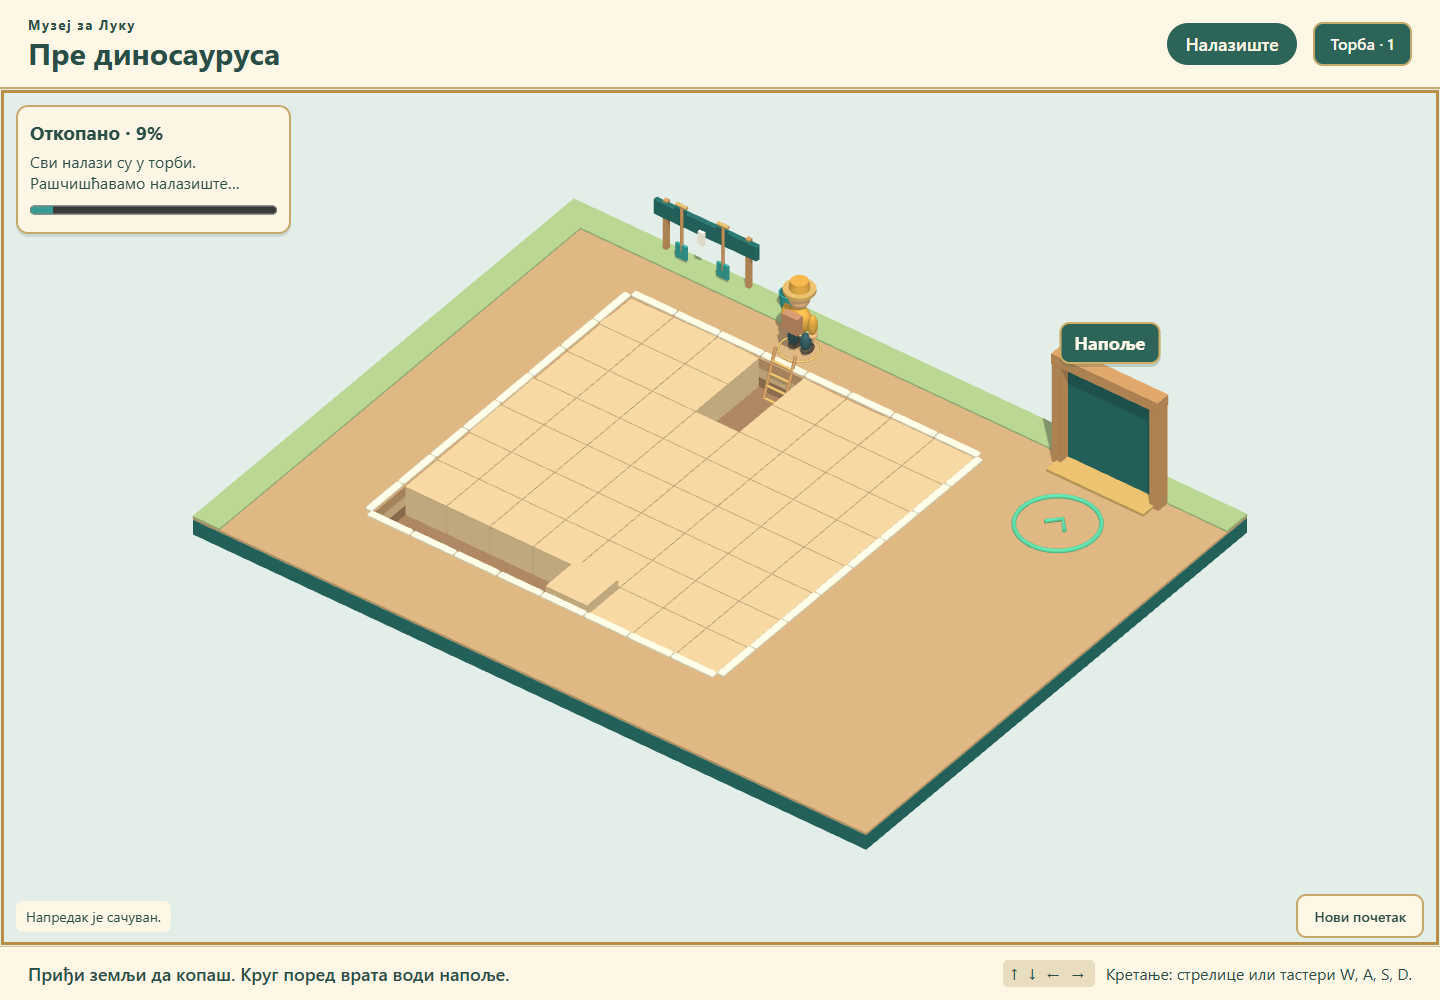 Музеј за Луку
Пре диносауруса
Налазиште
Торба · 1
Откопано · 9%
Сви налази су у торби.
Рашчишћавамо налазиште...
Напоље
Напредак је сачуван.
Нови почетак
Приђи земљи да копаш. Круг поред врата води напоље.
↑ ↓ ← → Кретање: стрелице или тастери W, A, S, D.